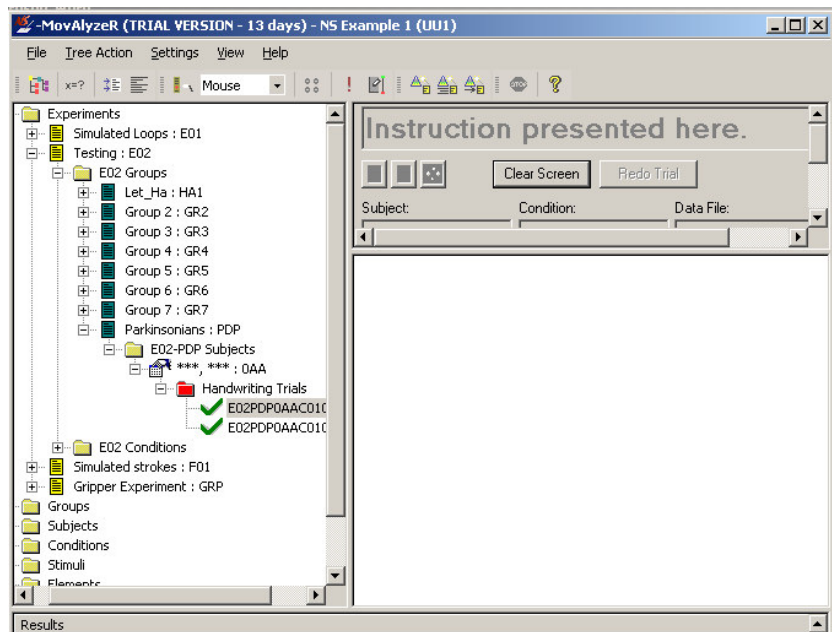 -MovAlyzeR (TRIAL VERSION - 13 days) - NS Example 1 (UU1)
File Tree Action Settings View Help
x=? Mouse ! STOP ?
Experiments
Simulated Loops : E01
Testing : E02
E02 Groups
Let_Ha : HA1
Group 2 : GR2
Group 3 : GR3
Group 4 : GR4
Group 5 : GR5
Group 6 : GR6
Group 7 : GR7
Parkinsonians : PDP
E02-PDP Subjects
***, *** : 0AA
Handwriting Trials
E02PDP0AAC010
E02PDP0AAC010
E02 Conditions
Simulated strokes : F01
Gripper Experiment : GRP
Groups
Subjects
Conditions
Stimuli
Elements
Instruction presented here.
Clear Screen Redo Trial
Subject: Condition: Data File:
Results